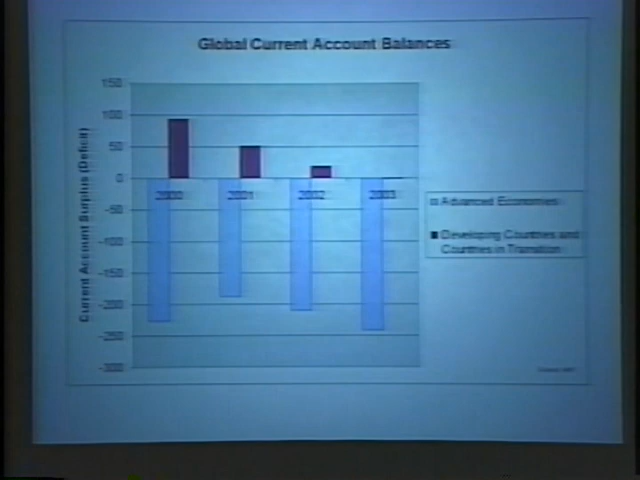 Global Current Account Balances
Current Account Surplus (Deficit)
150
100
50
0
-50
-100
-150
-200
-250
-300
2000
2001
2002
2003
Advanced Economies
Developing Countries and
Countries in Transition